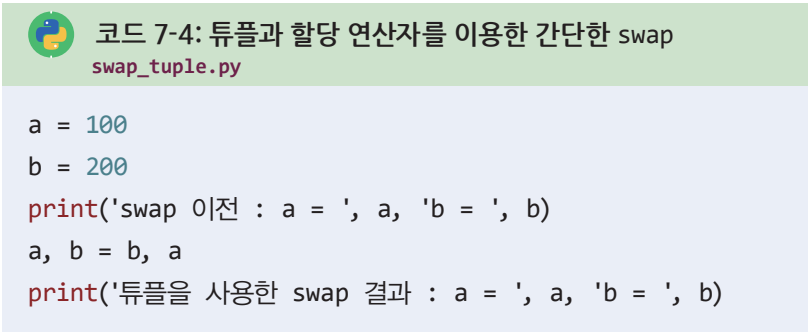 코드 7-4: 튜플과 할당 연산자를 이용한 간단한 swap
swap_tuple.py
a = 100
b = 200
print('swap 이전 : a = ', a, 'b = ', b)
a, b = b, a
print('튜플을 사용한 swap 결과 : a = ', a, 'b = ', b)